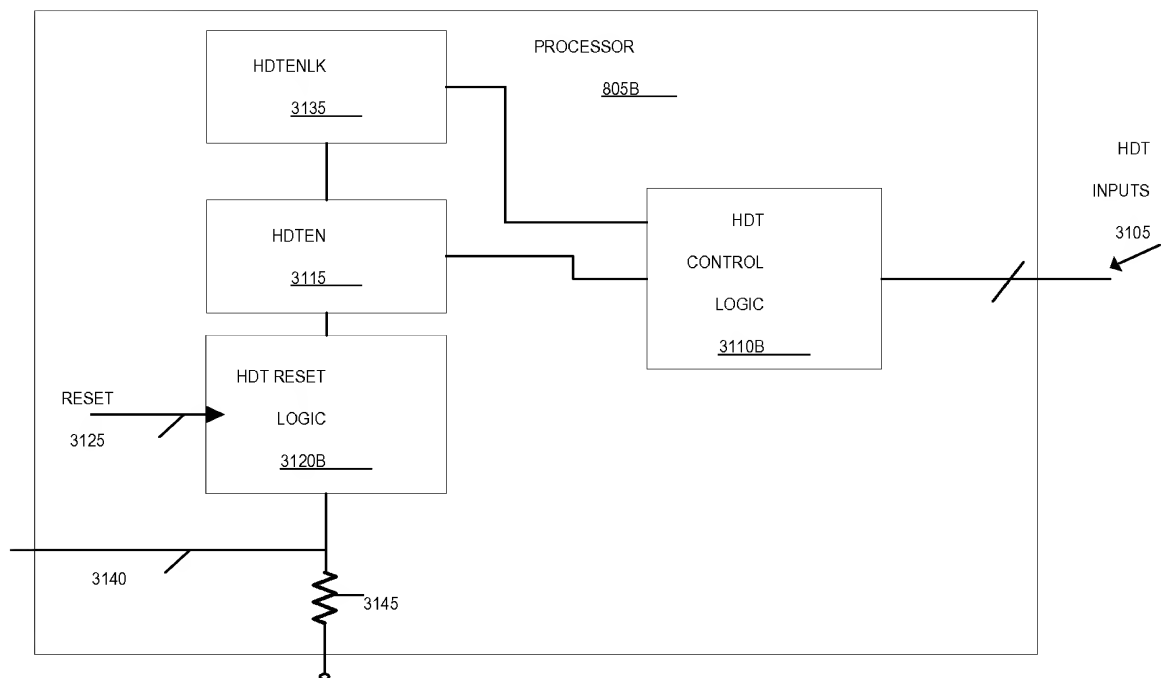 PROCESSOR
805B
HDTENLK
3135
HDT
INPUTS
3105
HDTEN
3115
HDT
CONTROL
LOGIC
3110B
HDT RESET
LOGIC
3120B
RESET
3125
3140
3145